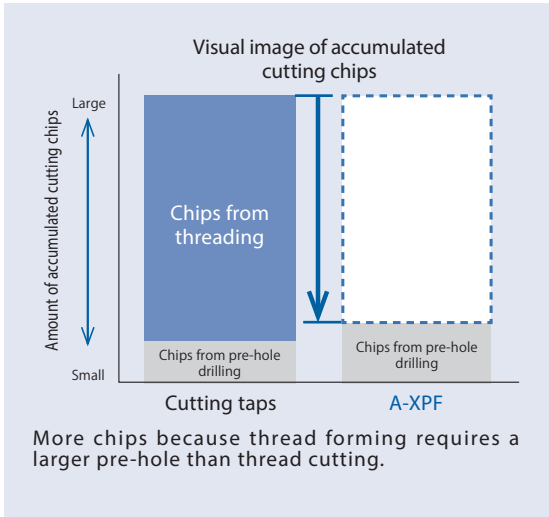 Visual image of accumulated
cutting chips
Large
Amount of accumulated cutting chips
Small
Chips from
threading
Chips from pre-hole
drilling
Chips from pre-hole
drilling
Cutting taps
A-XPF
More chips because thread forming requires a
larger pre-hole than thread cutting.